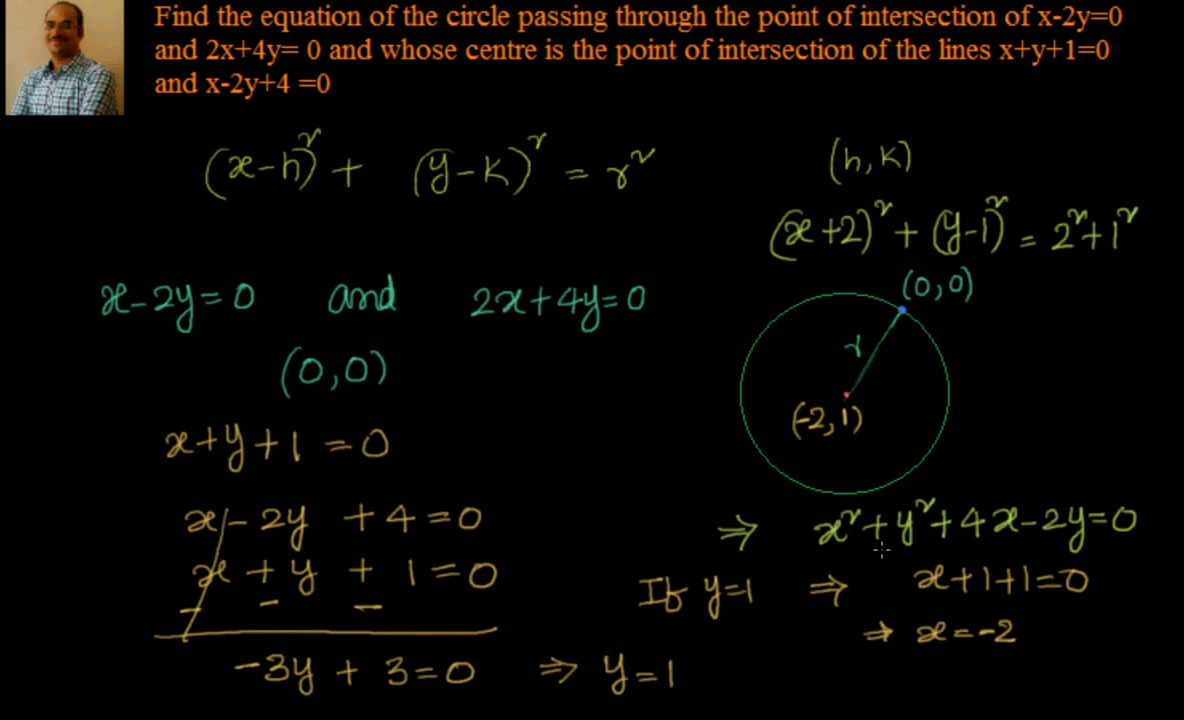 Find the equation of the circle passing through the point of intersection of x-2y=0
and 2x+4y= 0 and whose centre is the point of intersection of the lines x+y+1=0
and x-2y+4 =0
(x-h)² + (y-k)² = r²
(h,k)
(x+2)² + (y-1)² = 2²+1²
x-2y=0 and 2x+4y=0
(0,0)
(0,0)
r
(-2,1)
x+y+1=0
x-2y +4=0
x + y + 1=0
- - -
-3y + 3=0 ⇒ y=1
⇒ x²+y²+4x-2y=0
If y=1 ⇒ x+1+1=0
⇒ x=-2